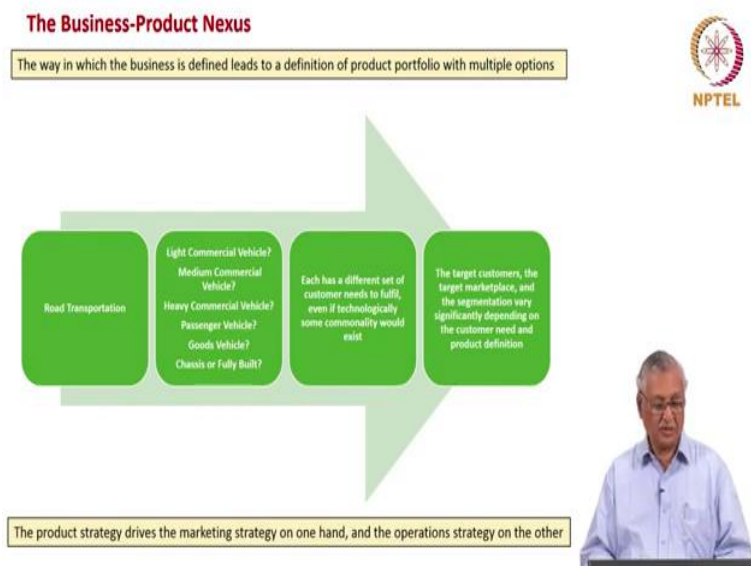 The Business-Product Nexus
The way in which the business is defined leads to a definition of product portfolio with multiple options
NPTEL
Road Transportation
Light Commercial Vehicle?
Medium Commercial
Vehicle?
Heavy Commercial Vehicle?
Passenger Vehicle?
Goods Vehicle?
Chassis or Fully Built?
Each has a different set of
customer needs to fulfil,
even if technologically
some commonality would
exist
The target customers, the
target marketplace, and
the segmentation vary
significantly depending on
the customer need and
product definition
The product strategy drives the marketing strategy on one hand, and the operations strategy on the other